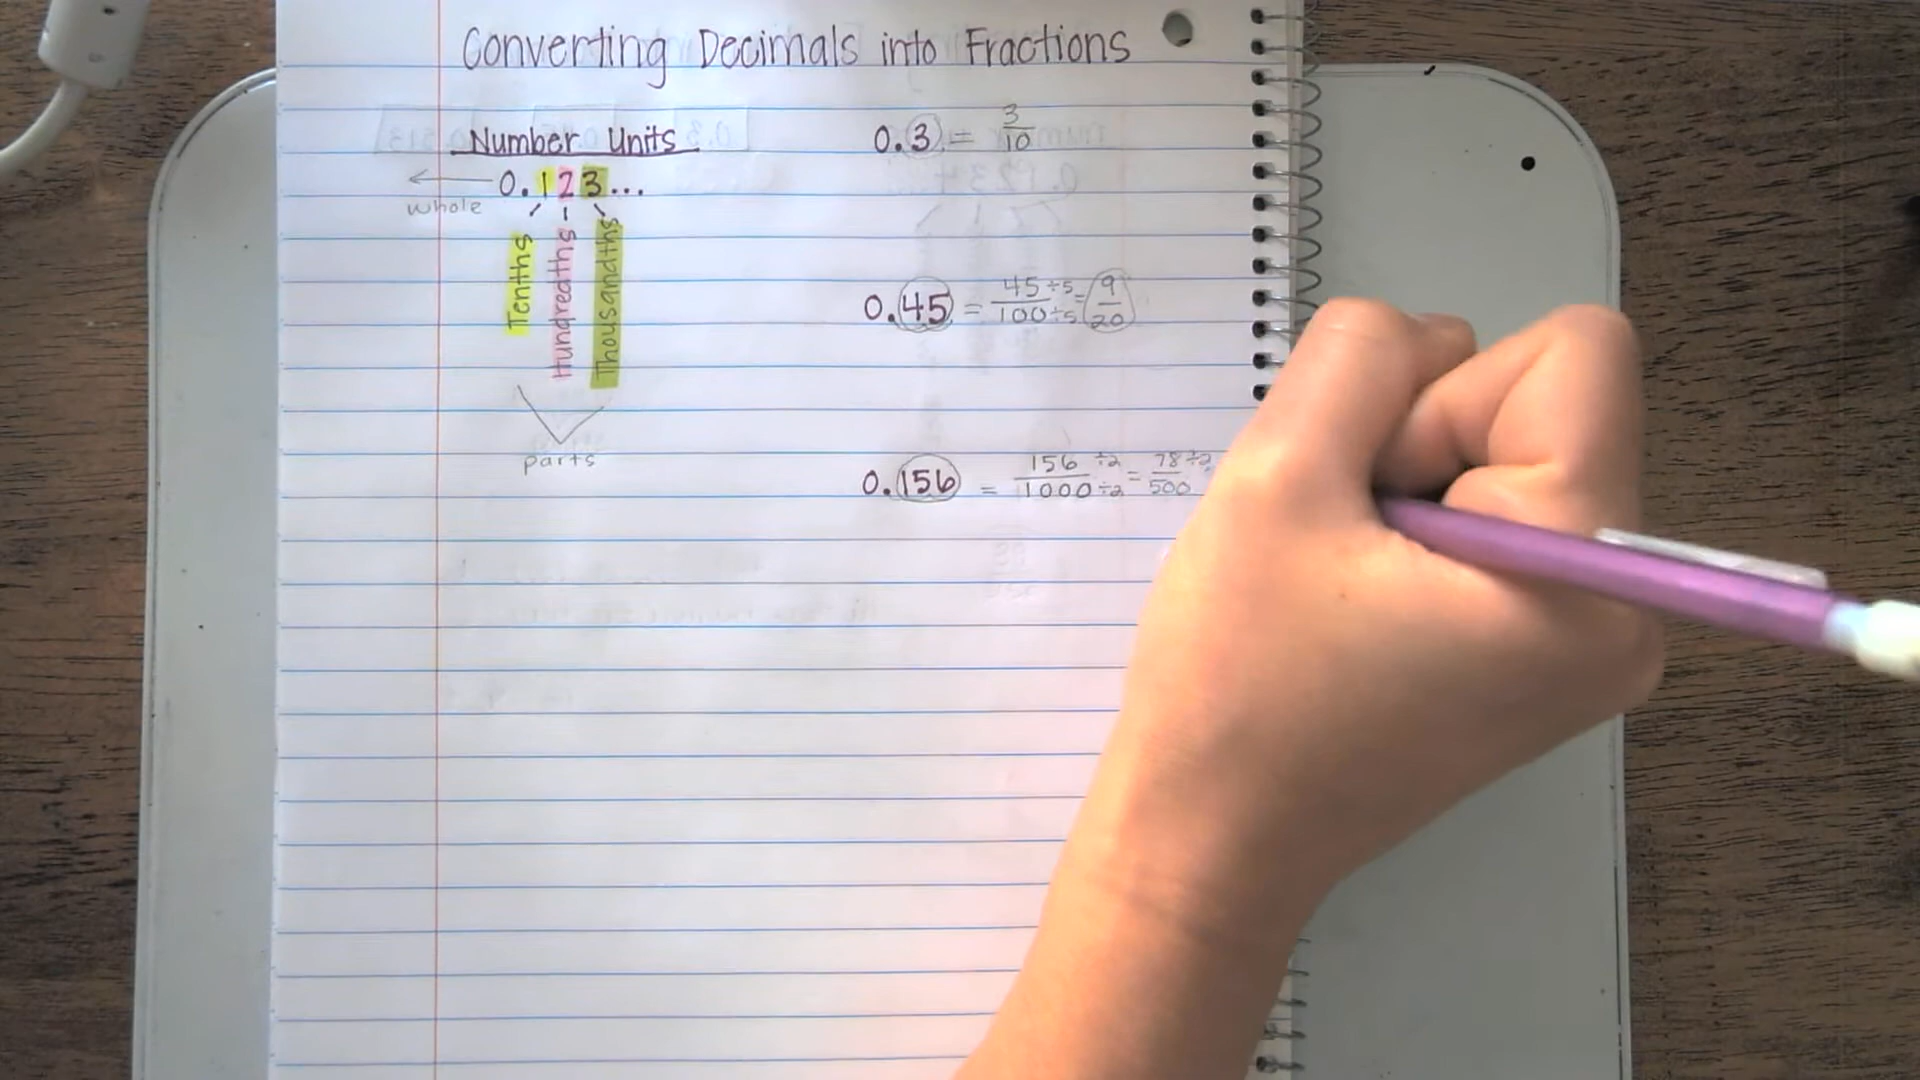 Converting Decimals into Fractions
Number Units
0.123...
whole
Tenths
Hundredths
Thousandths
parts
0.3 = 3/10
0.45 = 45÷5/100÷5 = 9/20
0.156 = 156÷2/1000÷2 = 78÷2/500